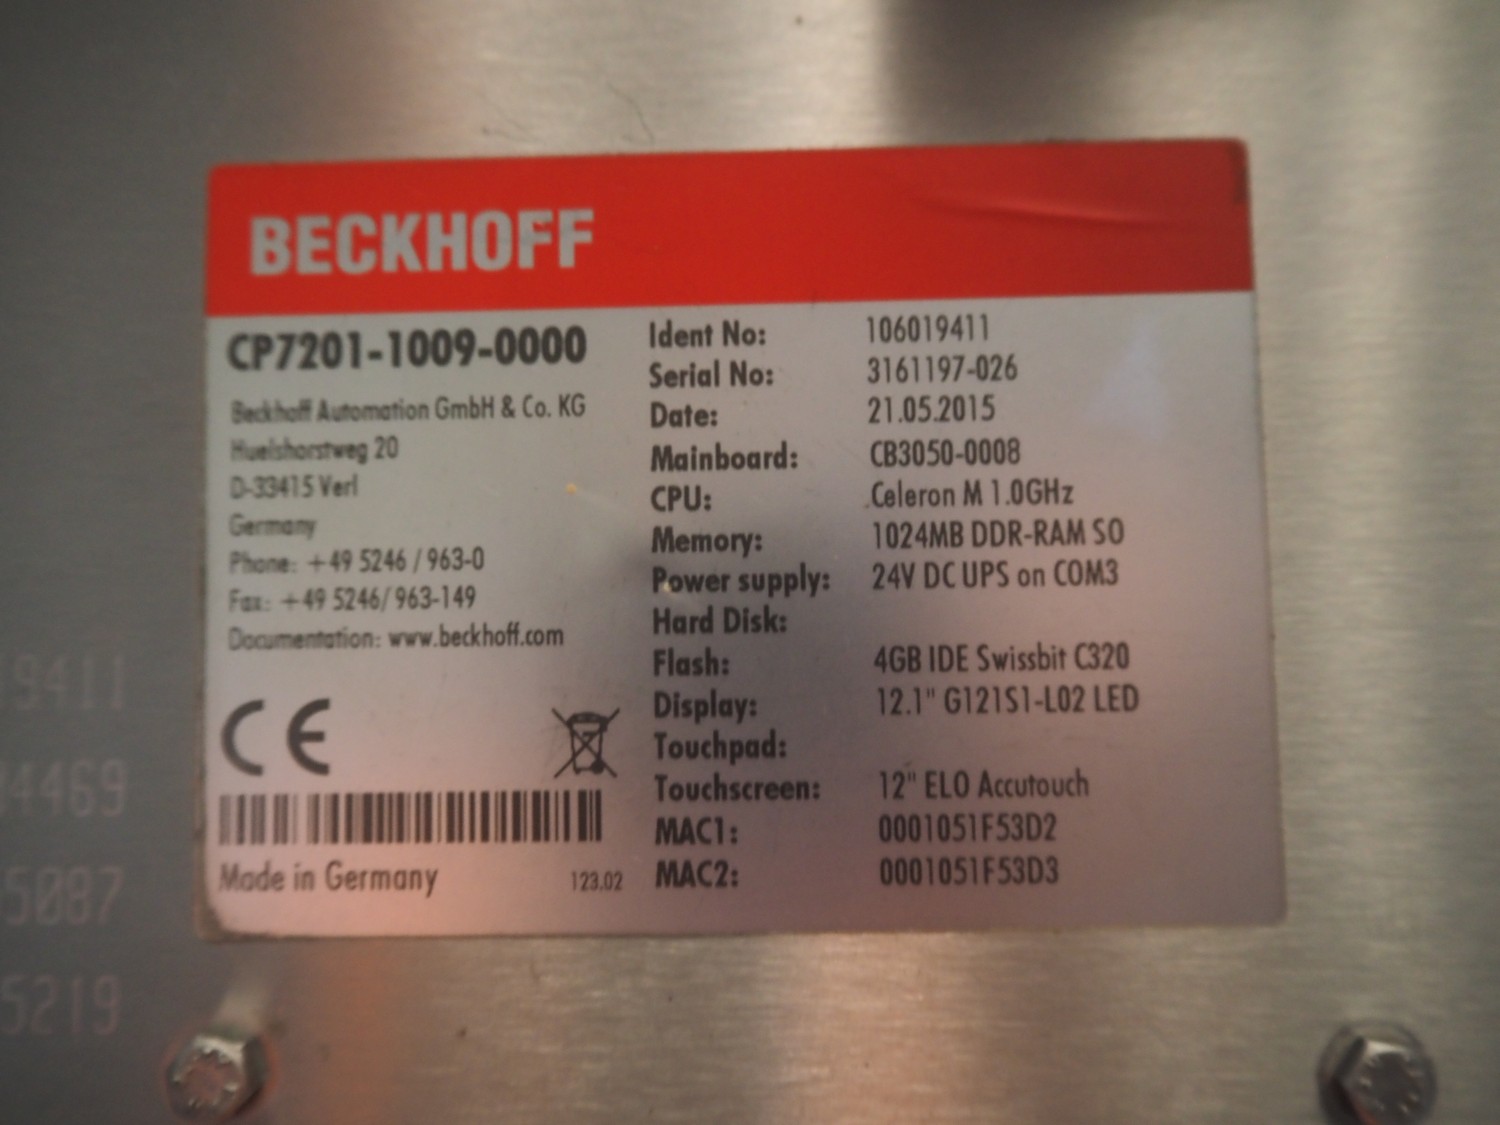 BECKHOFF
CP7201-1009-0000
Beckhoff Automation GmbH & Co. KG
Huelshorstweg 20
D-33415 Verl
Germany
Phone: +49 5246 / 963-0
Fax: +49 5246/ 963-149
Documentation: www.beckhoff.com
CE
Made in Germany
123.02
Ident No: 106019411
Serial No: 3161197-026
Date: 21.05.2015
Mainboard: CB3050-0008
CPU: Celeron M 1.0GHz
Memory: 1024MB DDR-RAM SO
Power supply: 24V DC UPS on COM3
Hard Disk:
Flash: 4GB IDE Swissbit C320
Display: 12.1" G121S1-L02 LED
Touchpad:
Touchscreen: 12" ELO Accutouch
MAC1: 0001051F53D2
MAC2: 0001051F53D3
19411
4469
5087
5219